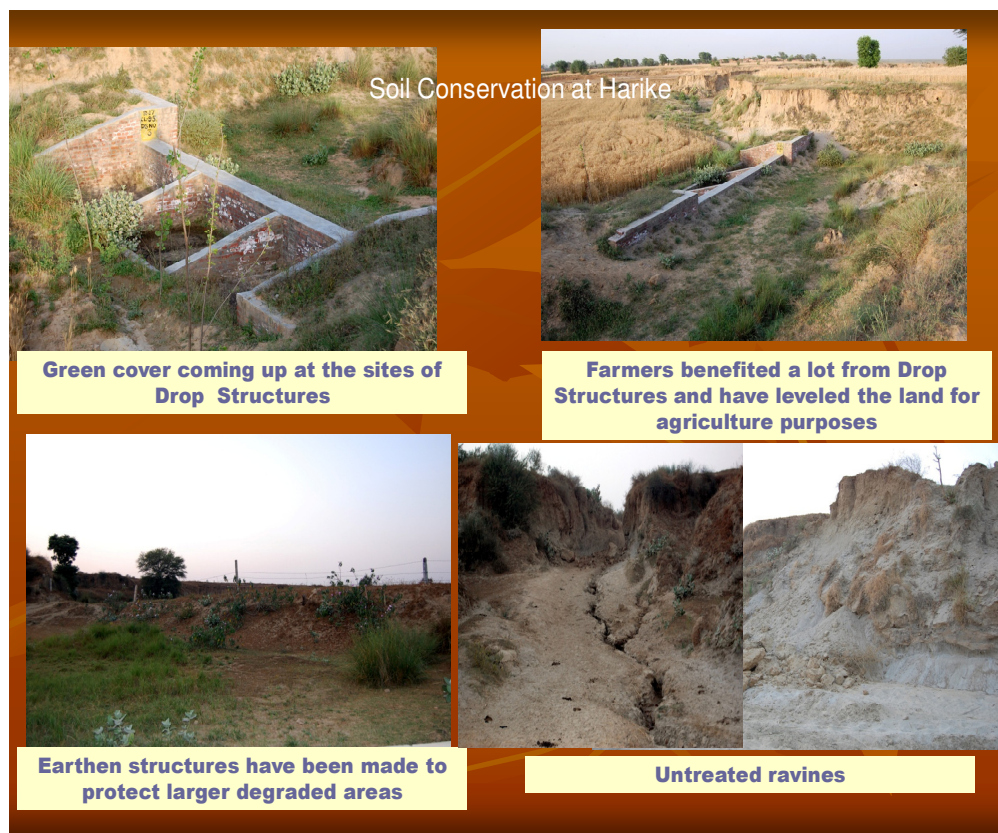 Soil Conservation at Harike
Green cover coming up at the sites of
Drop Structures
Farmers benefited a lot from Drop
Structures and have leveled the land for
agriculture purposes
Earthen structures have been made to
protect larger degraded areas
Untreated ravines